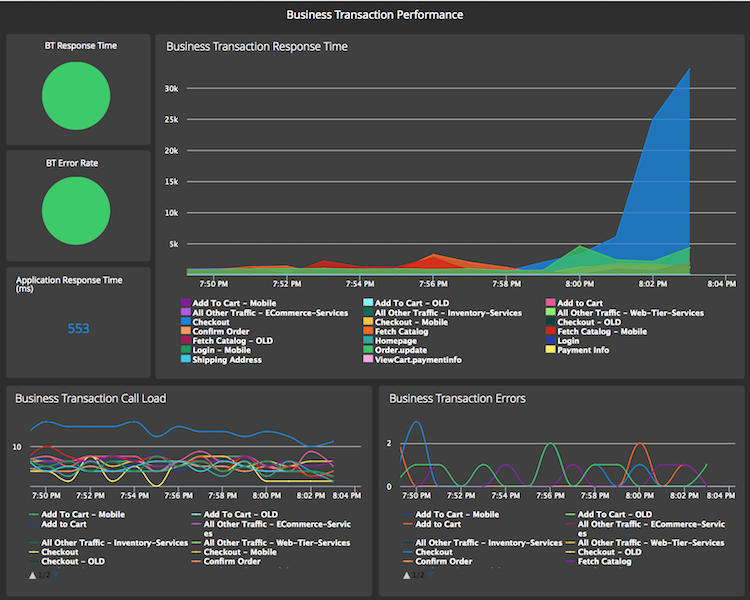 Business Transaction Performance
BT Response Time
BT Error Rate
Application Response Time
(ms)
553
Business Transaction Response Time
30k
25k
20k
15k
10k
5k
7:50 PM 7:52 PM 7:54 PM 7:56 PM 7:58 PM 8:00 PM 8:02 PM 8:04 PM
Add To Cart - Mobile Add To Cart - OLD Add to Cart
All Other Traffic - ECommerce-Services All Other Traffic - Inventory-Services All Other Traffic - Web-Tier-Services
Checkout Checkout - Mobile Checkout - OLD
Confirm Order Fetch Catalog Fetch Catalog - Mobile
Fetch Catalog - OLD Homepage Login
Login - Mobile Order.update Payment Info
Shipping Address ViewCart.paymentinfo
Business Transaction Call Load
10
7:50 PM 7:52 PM 7:54 PM 7:56 PM 7:58 PM 8:00 PM 8:02 PM 8:04 PM
Add To Cart - Mobile Add To Cart - OLD
Add to Cart All Other Traffic - ECommerce-Servic
es
All Other Traffic - Inventory-Services All Other Traffic - Web-Tier-Services
Checkout Checkout - Mobile
Checkout - OLD Confirm Order
1/2
Business Transaction Errors
2
0
7:50 PM 7:52 PM 7:54 PM 7:56 PM 7:58 PM 8:00 PM 8:02 PM 8:04 PM
Add To Cart - Mobile Add To Cart - OLD
Add to Cart All Other Traffic - ECommerce-Servic
es
All Other Traffic - Inventory-Services All Other Traffic - Web-Tier-Services
Checkout Checkout - OLD
Confirm Order Fetch Catalog
1/2